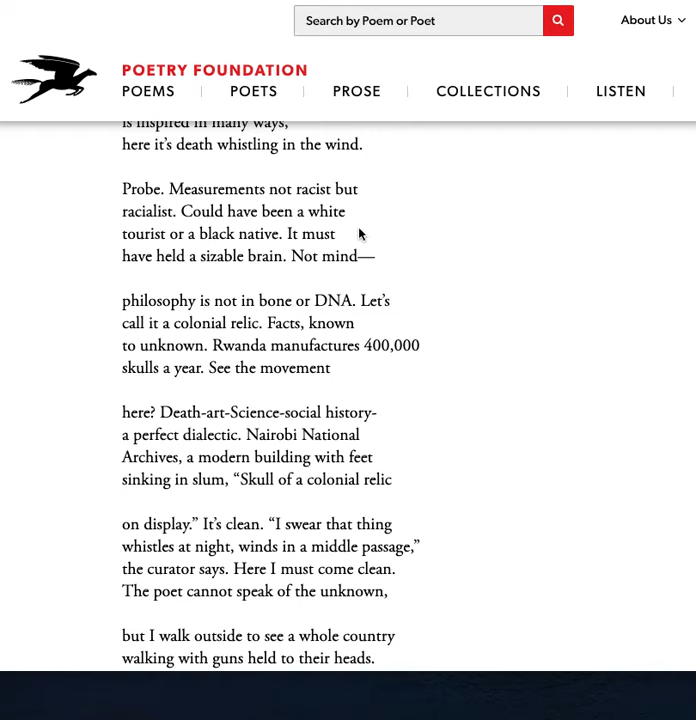 Search by Poem or Poet
About Us
POETRY FOUNDATION
POEMS
POETS
PROSE
COLLECTIONS
LISTEN
is inspired in many ways,
here it’s death whistling in the wind.
Probe. Measurements not racist but
racialist. Could have been a white
tourist or a black native. It must
have held a sizable brain. Not mind—
philosophy is not in bone or DNA. Let’s
call it a colonial relic. Facts, known
to unknown. Rwanda manufactures 400,000
skulls a year. See the movement
here? Death-art-Science-social history-
a perfect dialectic. Nairobi National
Archives, a modern building with feet
sinking in slum, “Skull of a colonial relic
on display.” It’s clean. “I swear that thing
whistles at night, winds in a middle passage,”
the curator says. Here I must come clean.
The poet cannot speak of the unknown,
but I walk outside to see a whole country
walking with guns held to their heads.